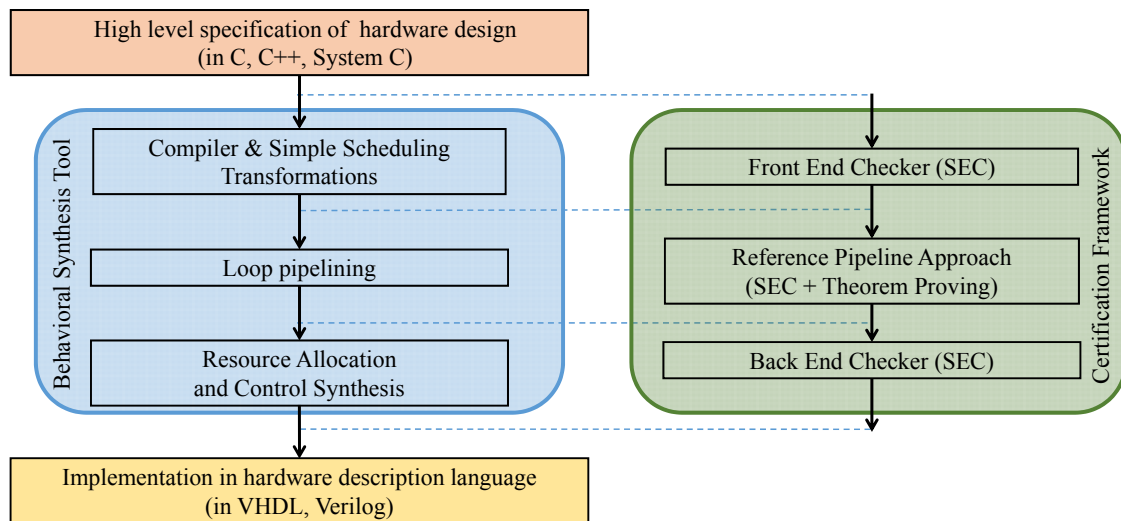 High level specification of hardware design
(in C, C++, System C)
Behavioral Synthesis Tool
Compiler & Simple Scheduling
Transformations
Loop pipelining
Resource Allocation
and Control Synthesis
Front End Checker (SEC)
Reference Pipeline Approach
(SEC + Theorem Proving)
Back End Checker (SEC)
Certification Framework
Implementation in hardware description language
(in VHDL, Verilog)